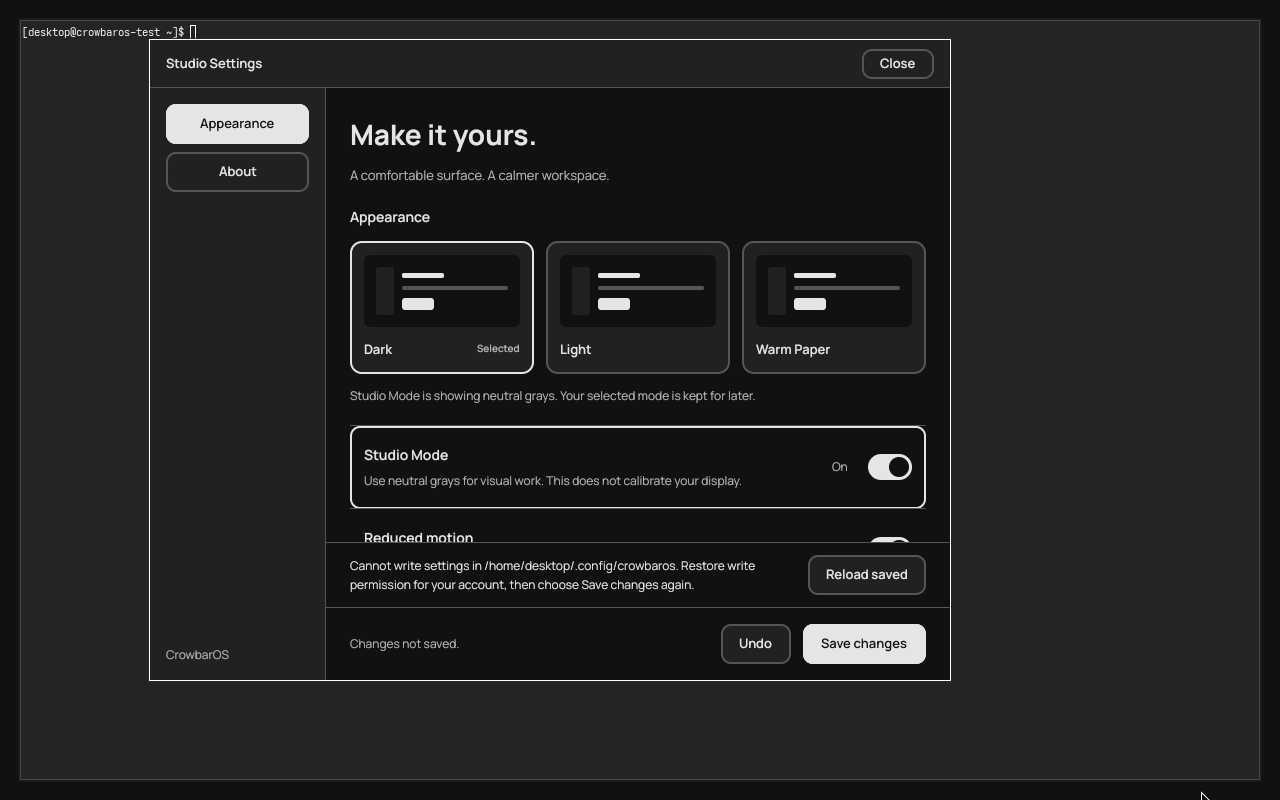 [desktop@crowbaros-test ~]$
Studio Settings
Close
Appearance
About
CrowbarOS
Make it yours.
A comfortable surface. A calmer workspace.
Appearance
Dark
Selected
Light
Warm Paper
Studio Mode is showing neutral grays. Your selected mode is kept for later.
Studio Mode
Use neutral grays for visual work. This does not calibrate your display.
On
Reduced motion
Cannot write settings in /home/desktop/.config/crowbaros. Restore write
permission for your account, then choose Save changes again.
Reload saved
Changes not saved.
Undo
Save changes